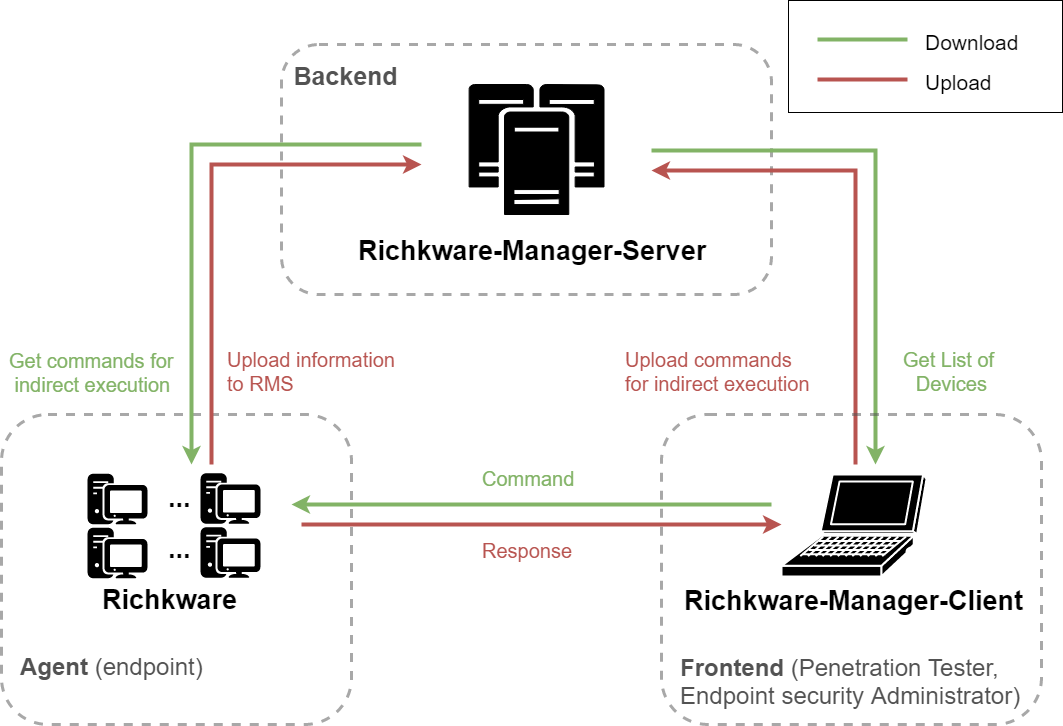 Download
Upload
Backend
Richkware-Manager-Server
Get commands for
indirect execution
Upload information
to RMS
Upload commands
for indirect execution
Get List of
Devices
Command
Response
...
...
Richkware
Agent (endpoint)
Richkware-Manager-Client
Frontend (Penetration Tester,
Endpoint security Administrator)